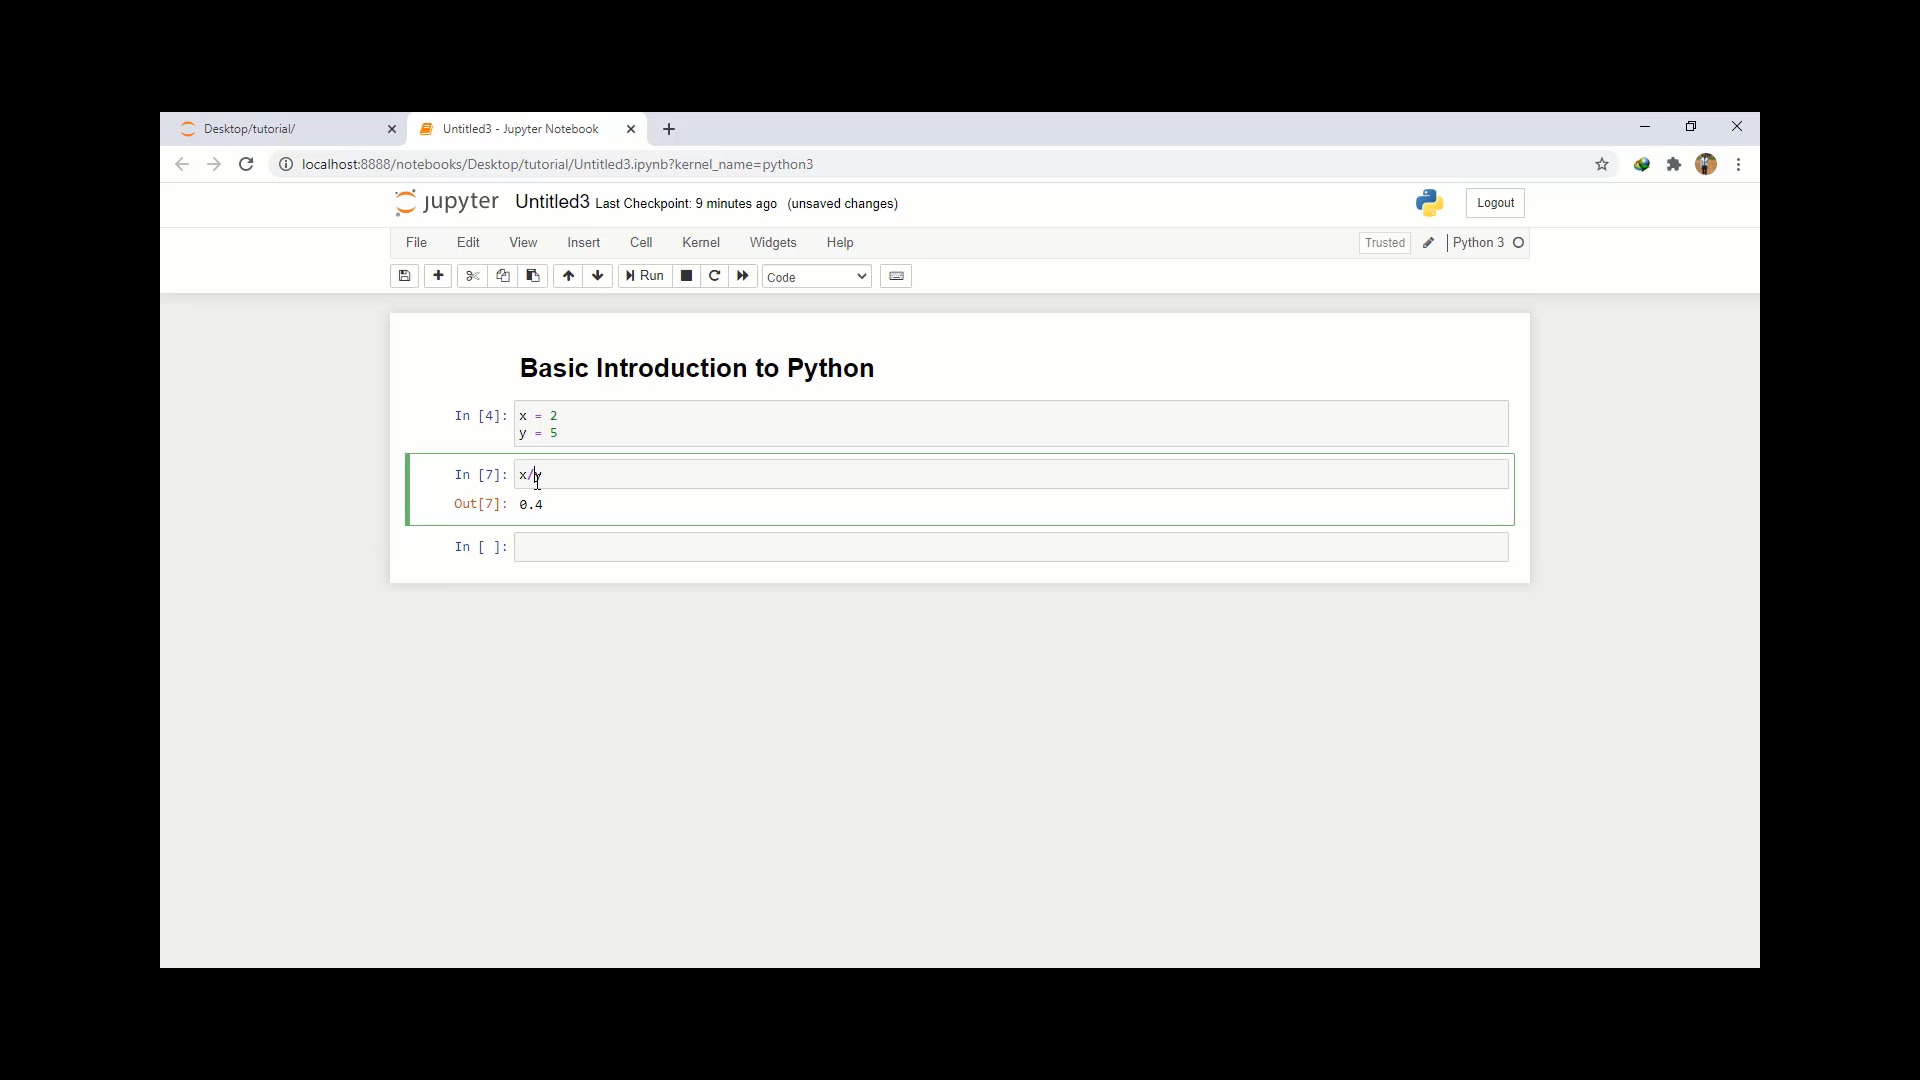 Desktop/tutorial/
Untitled3 - Jupyter Notebook
localhost:8888/notebooks/Desktop/tutorial/Untitled3.ipynb?kernel_name=python3
jupyter Untitled3 Last Checkpoint: 9 minutes ago (unsaved changes)
Logout
File Edit View Insert Cell Kernel Widgets Help
Trusted
Python 3
Run
Code
Basic Introduction to Python
In [4]: x = 2
y = 5
In [7]: x/y
Out[7]: 0.4
In [ ]: